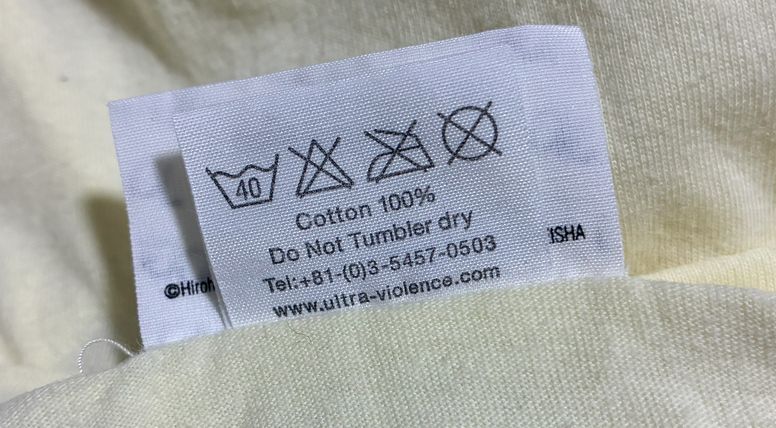 40
Cotton 100%
Do Not Tumbler dry
Tel:+81-(0)3-5457-0503
www.ultra-violence.com
©Hiroh
ISHA